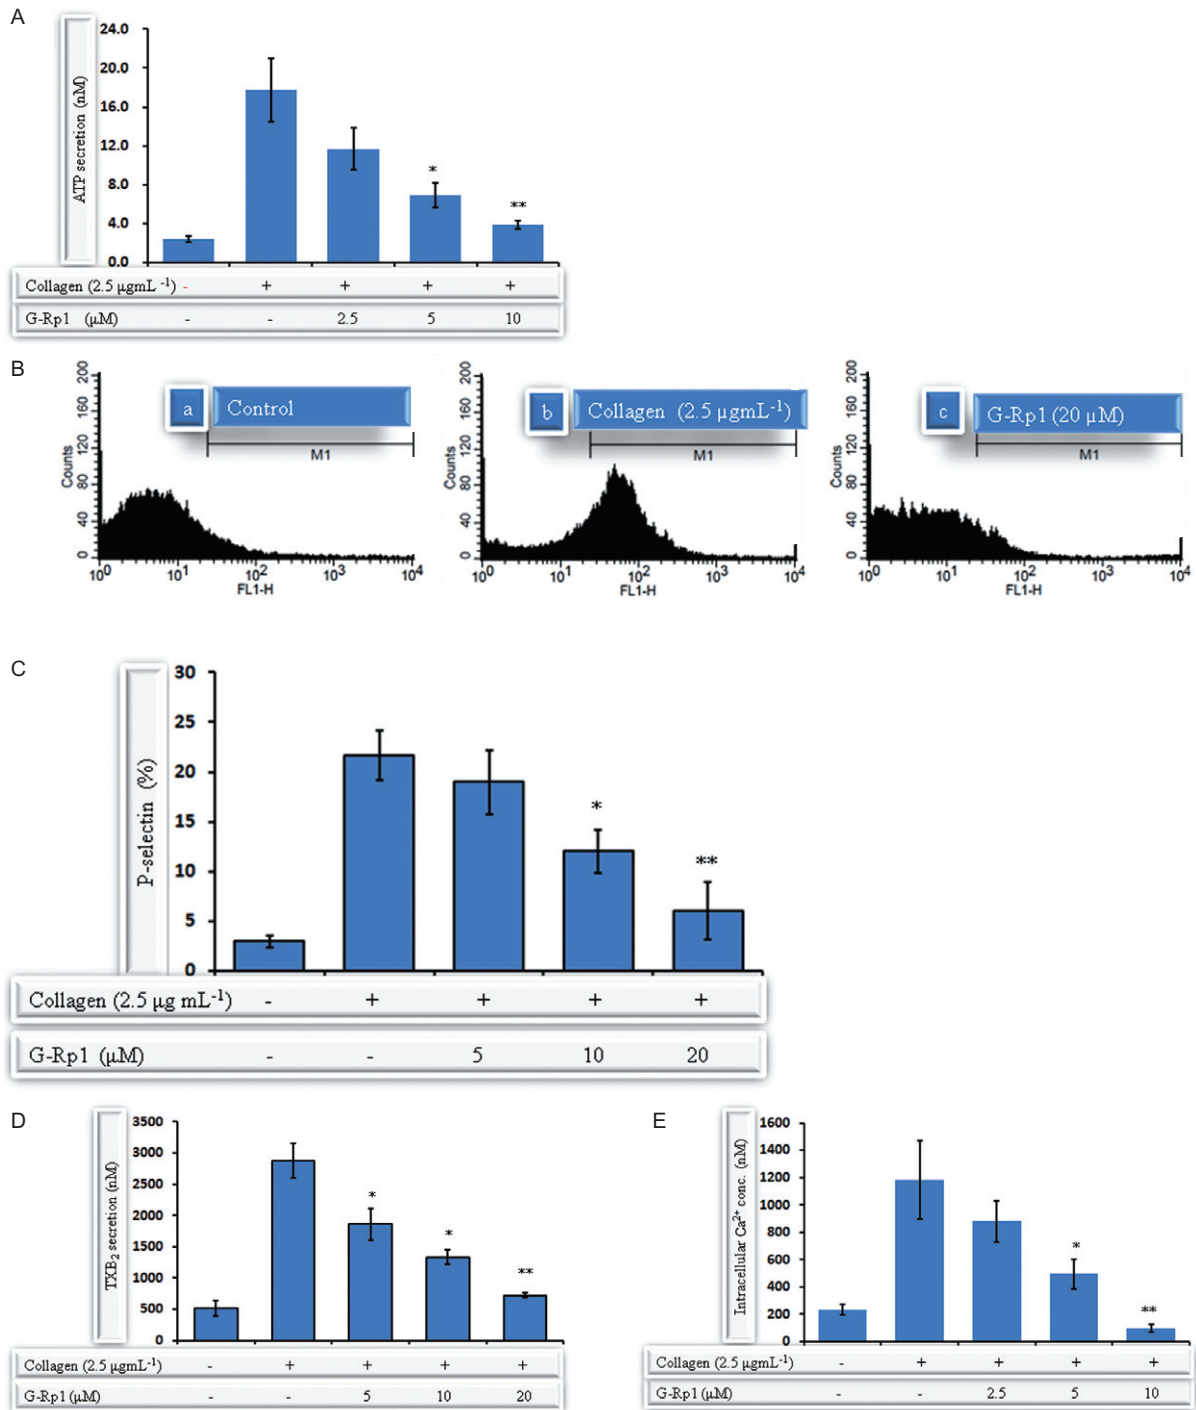 A
ATP secretion (nM)
24.0
20.0
16.0
12.0
8.0
4.0
0.0
*
**
Collagen (2.5 μgmL⁻¹) - + + + +
G-Rp1 (μM) - - 2.5 5 10
B
a Control
M1
Counts
200
160
120
80
40
0
10⁰ 10¹ 10² 10³ 10⁴
FL1-H
b Collagen (2.5 μgmL⁻¹)
M1
Counts
200
160
120
80
40
0
10⁰ 10¹ 10² 10³ 10⁴
FL1-H
c G-Rp1 (20 μM)
M1
Counts
200
160
120
80
40
0
10⁰ 10¹ 10² 10³ 10⁴
FL1-H
C
P-selectin (%)
30
25
20
15
10
5
0
*
**
Collagen (2.5 μg mL⁻¹) - + + + +
G-Rp1 (μM) - - 5 10 20
D
TXB₂ secretion (nM)
3500
3000
2500
2000
1500
1000
500
0
*
*
**
Collagen (2.5 μgmL⁻¹) - + + + +
G-Rp1 (μM) - - 5 10 20
E
Intracellular Ca²⁺ conc. (nM)
1600
1400
1200
1000
800
600
400
200
0
*
**
Collagen (2.5 μgmL⁻¹) - + + + +
G-Rp1 (μM) - - 2.5 5 10